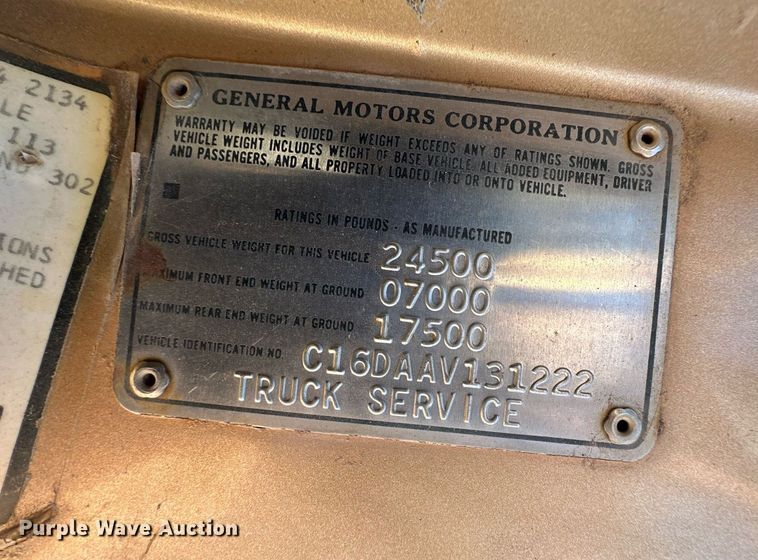 4 2134
LE
113
302
IONS
HED
GENERAL MOTORS CORPORATION
WARRANTY MAY BE VOIDED IF WEIGHT EXCEEDS ANY OF RATINGS SHOWN. GROSS
VEHICLE WEIGHT INCLUDES WEIGHT OF BASE VEHICLE, ALL ADDED EQUIPMENT, DRIVER
AND PASSENGERS, AND ALL PROPERTY LOADED INTO OR ONTO VEHICLE.
RATINGS IN POUNDS - AS MANUFACTURED
GROSS VEHICLE WEIGHT FOR THIS VEHICLE 24500
MAXIMUM FRONT END WEIGHT AT GROUND 07000
MAXIMUM REAR END WEIGHT AT GROUND 17500
VEHICLE IDENTIFICATION NO. C16DAAV131222
TRUCK SERVICE
Purple Wave Auction